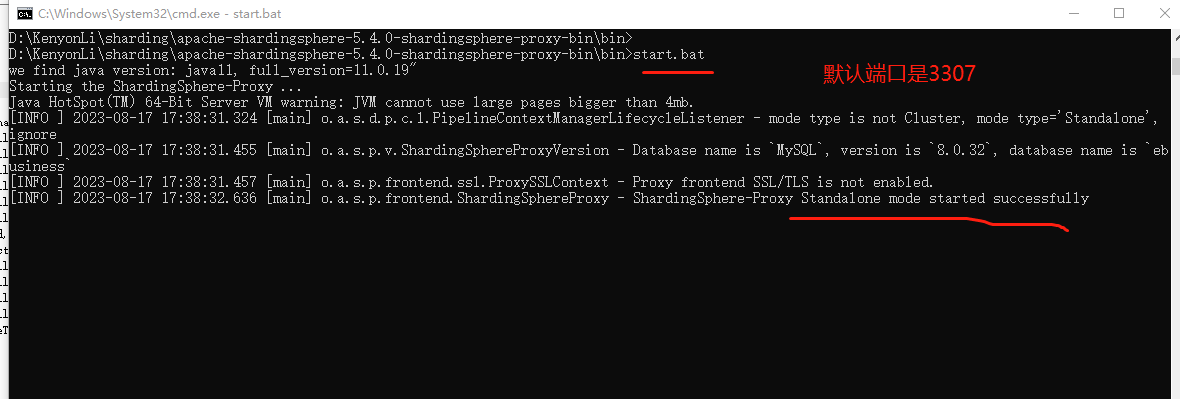 C:\Windows\System32\cmd.exe - start.bat
D:\KenyonLi\sharding\apache-shardingsphere-5.4.0-shardingsphere-proxy-bin\bin>
D:\KenyonLi\sharding\apache-shardingsphere-5.4.0-shardingsphere-proxy-bin\bin>start.bat
we find java version: java11, full_version=11.0.19"
默认端口是3307
Starting the ShardingSphere-Proxy ...
Java HotSpot(TM) 64-Bit Server VM warning: JVM cannot use large pages bigger than 4mb.
[INFO ] 2023-08-17 17:38:31.324 [main] o.a.s.d.p.c.l.PipelineContextManagerLifecycleListener - mode type is not Cluster, mode type='Standalone',
ignore
[INFO ] 2023-08-17 17:38:31.455 [main] o.a.s.p.v.ShardingSphereProxyVersion - Database name is `MySQL`, version is `8.0.32`, database name is `eb
usiness`
[INFO ] 2023-08-17 17:38:31.457 [main] o.a.s.p.frontend.ssl.ProxySSLContext - Proxy frontend SSL/TLS is not enabled.
[INFO ] 2023-08-17 17:38:32.636 [main] o.a.s.p.frontend.ShardingSphereProxy - ShardingSphere-Proxy Standalone mode started successfully